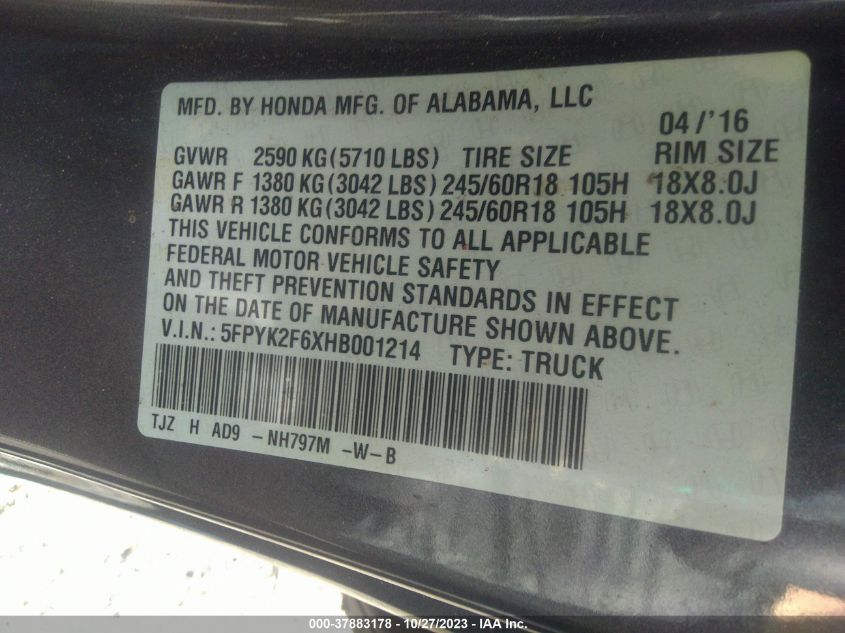 MFD. BY HONDA MFG. OF ALABAMA, LLC
04/'16
GVWR 2590 KG(5710 LBS) TIRE SIZE RIM SIZE
GAWR F 1380 KG(3042 LBS) 245/60R18 105H 18X8.0J
GAWR R 1380 KG(3042 LBS) 245/60R18 105H 18X8.0J
THIS VEHICLE CONFORMS TO ALL APPLICABLE
FEDERAL MOTOR VEHICLE SAFETY
AND THEFT PREVENTION STANDARDS IN EFFECT
ON THE DATE OF MANUFACTURE SHOWN ABOVE.
V.I.N.: 5FPYK2F6XHB001214 TYPE: TRUCK
TJZ H AD9 -NH797M -W-B
000-37883178 - 10/27/2023 - IAA Inc.